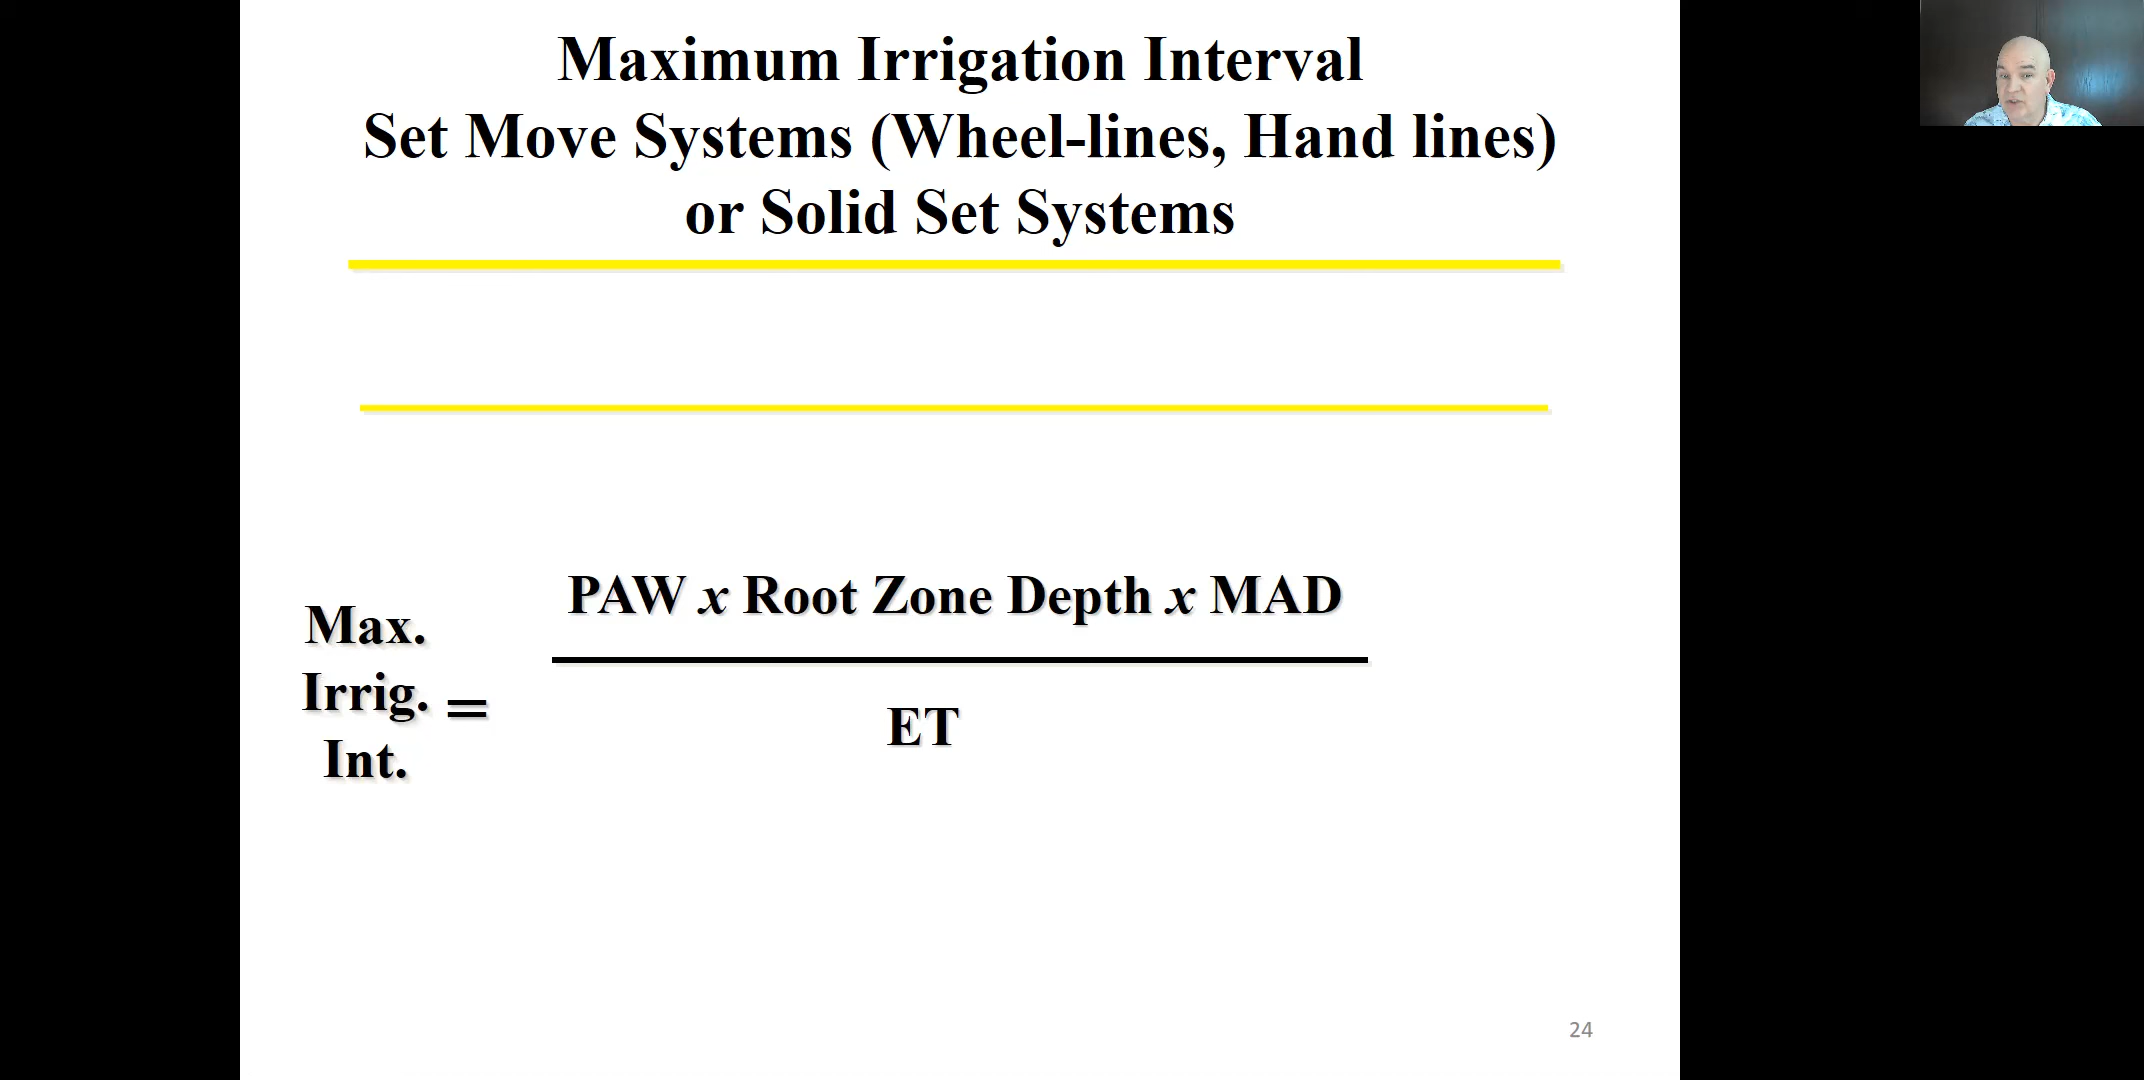 Maximum Irrigation Interval
Set Move Systems (Wheel-lines, Hand lines)
or Solid Set Systems
Max.
Irrig. =
Int.
PAW x Root Zone Depth x MAD
ET
24